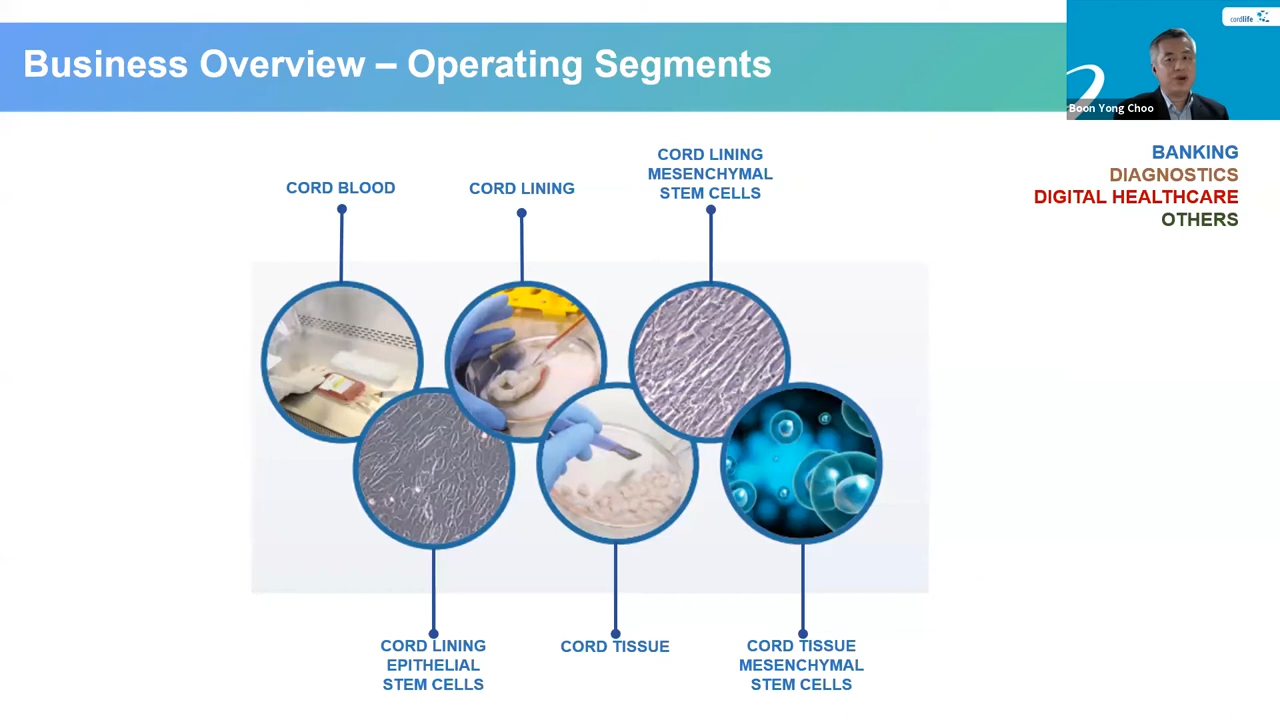 Business Overview – Operating Segments
cordlife
Boon Yong Choo
BANKING
DIAGNOSTICS
DIGITAL HEALTHCARE
OTHERS
CORD BLOOD
CORD LINING
CORD LINING
MESENCHYMAL
STEM CELLS
CORD LINING
EPITHELIAL
STEM CELLS
CORD TISSUE
CORD TISSUE
MESENCHYMAL
STEM CELLS